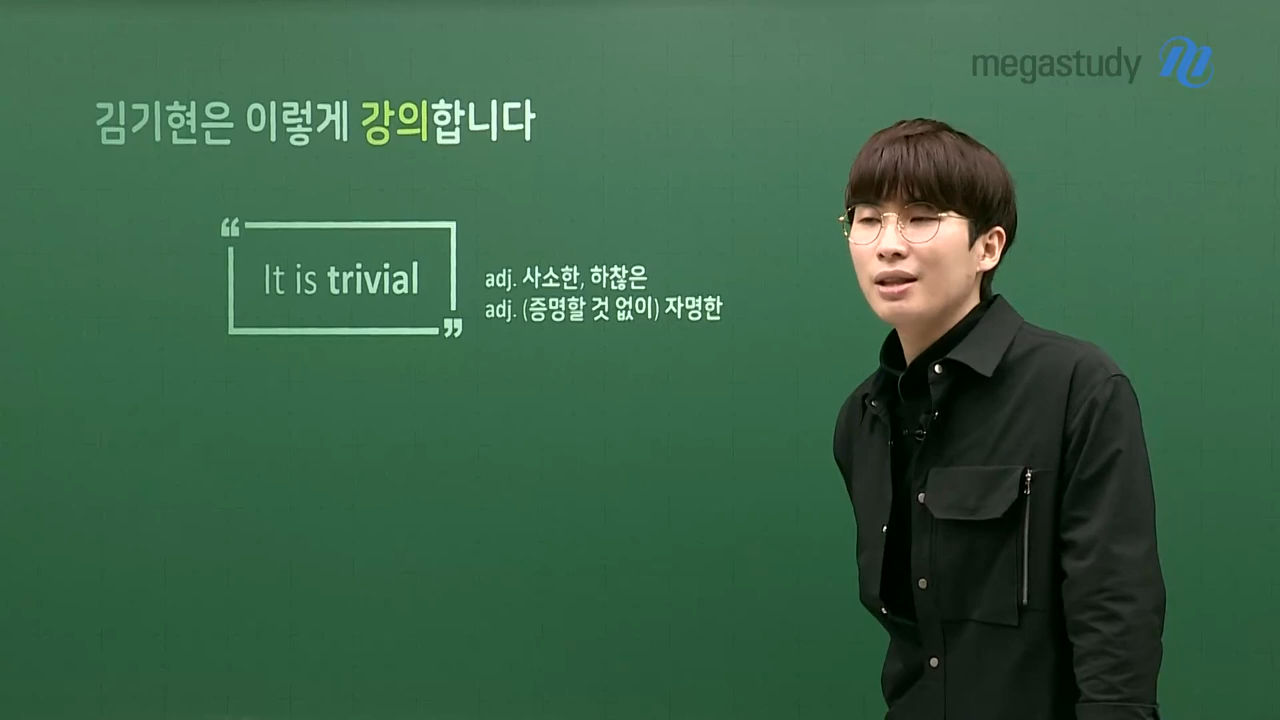 megastudy
김기현은 이렇게 강의합니다
“ It is trivial ”
adj. 사소한, 하찮은
adj. (증명할 것 없이) 자명한